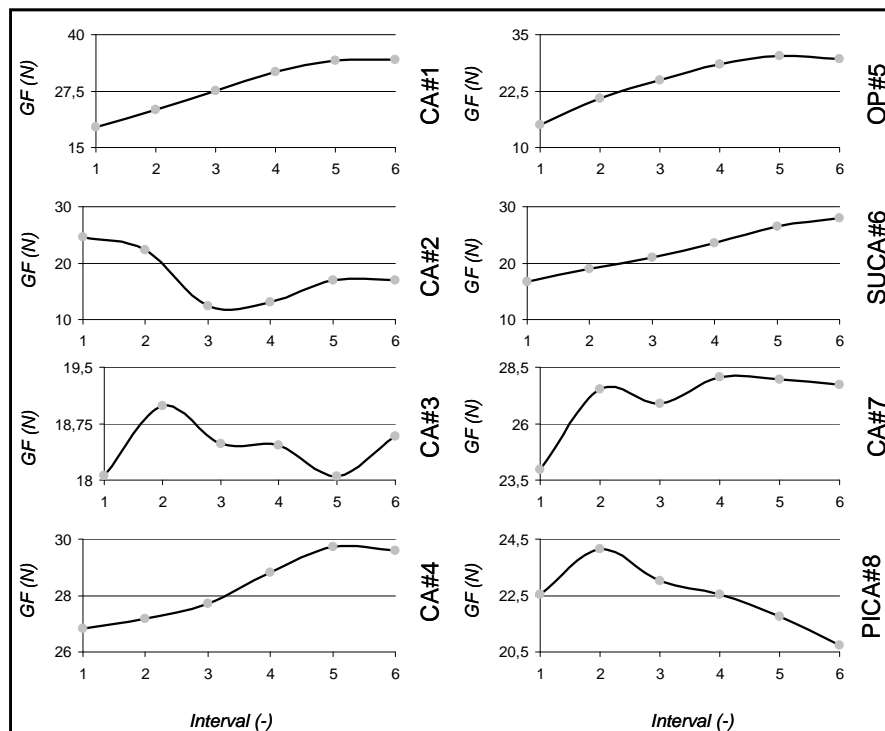 40
27,5
15
GF (N)
1 2 3 4 5 6
CA#1
35
22,5
10
GF (N)
1 2 3 4 5 6
OP#5
30
20
10
GF (N)
1 2 3 4 5 6
CA#2
30
20
10
GF (N)
1 2 3 4 5 6
SUCA#6
19,5
18,75
18
GF (N)
1 2 3 4 5 6
CA#3
28,5
26
23,5
GF (N)
1 2 3 4 5 6
CA#7
30
28
26
GF (N)
1 2 3 4 5 6
CA#4
24,5
22,5
20,5
GF (N)
1 2 3 4 5 6
PICA#8
Interval (-)
Interval (-)